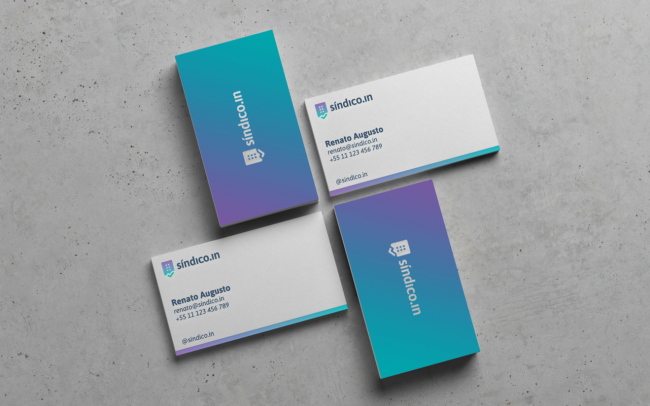 síndico.in
síndico.in
Renato Augusto
renato@sindico.in
+55 11 123 456 789
@sindico.in
síndico.in
Renato Augusto
renato@sindico.in
+55 11 123 456 789
@sindico.in
síndico.in